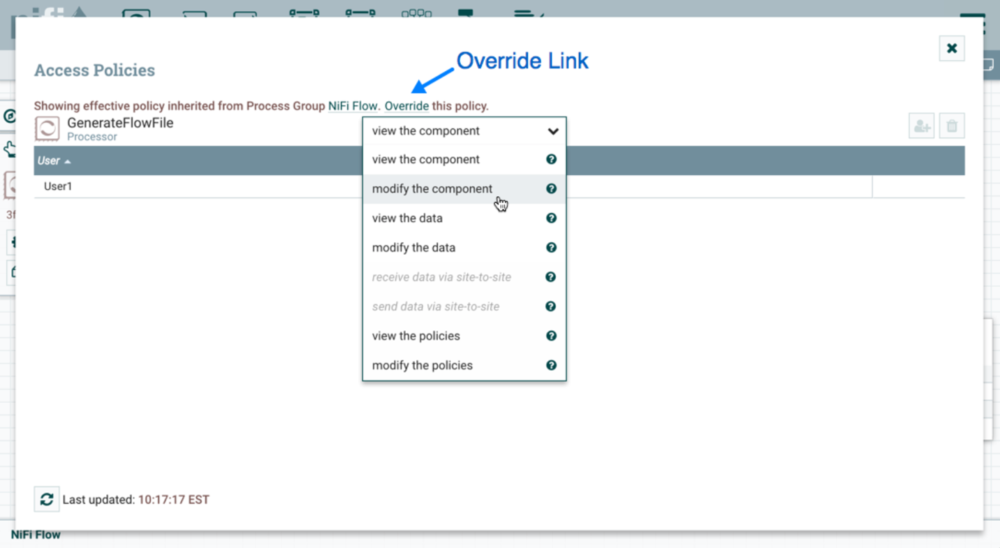 nifi
Override Link
Access Policies
Showing effective policy inherited from Process Group NiFi Flow. Override this policy.
GenerateFlowFile
Processor
view the component
User
view the component
User1
modify the component
view the data
modify the data
receive data via site-to-site
send data via site-to-site
view the policies
modify the policies
Last updated: 10:17:17 EST
NiFi Flow